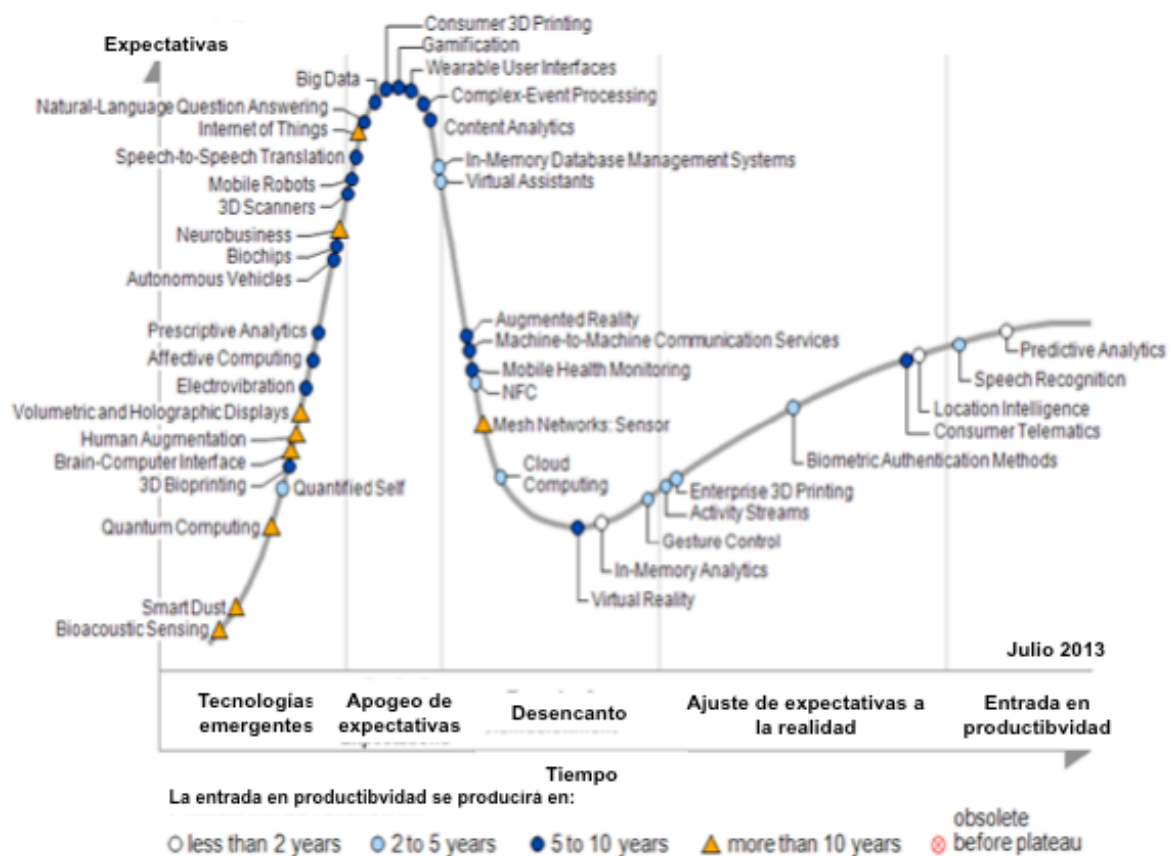 Consumer 3D Printing
Expectativas
Gamification
Wearable User Interfaces
Big Data
Complex-Event Processing
Natural-Language Question Answering
Content Analytics
Internet of Things
Speech-to-Speech Translation
In-Memory Database Management Systems
Mobile Robots
Virtual Assistants
3D Scanners
Neurobusiness
Biochips
Autonomous Vehicles
Prescriptive Analytics
Augmented Reality
Machine-to-Machine Communication Services
Affective Computing
Mobile Health Monitoring
Electrovibration
NFC
Volumetric and Holographic Displays
Mesh Networks: Sensor
Human Augmentation
Brain-Computer Interface
3D Bioprinting
Quantified Self
Cloud
Computing
Quantum Computing
Predictive Analytics
Speech Recognition
Location Intelligence
Consumer Telematics
Biometric Authentication Methods
Enterprise 3D Printing
Activity Streams
Gesture Control
In-Memory Analytics
Virtual Reality
Smart Dust
Bioacoustic Sensing
Julio 2013
Tecnologías
emergentes
Apogeo de
expectativas
Desencanto
Ajuste de expectativas a
la realidad
Entrada en
productibvidad
Tiempo
La entrada en productibvidad se producirá en:
less than 2 years
2 to 5 years
5 to 10 years
more than 10 years
obsolete
before plateau